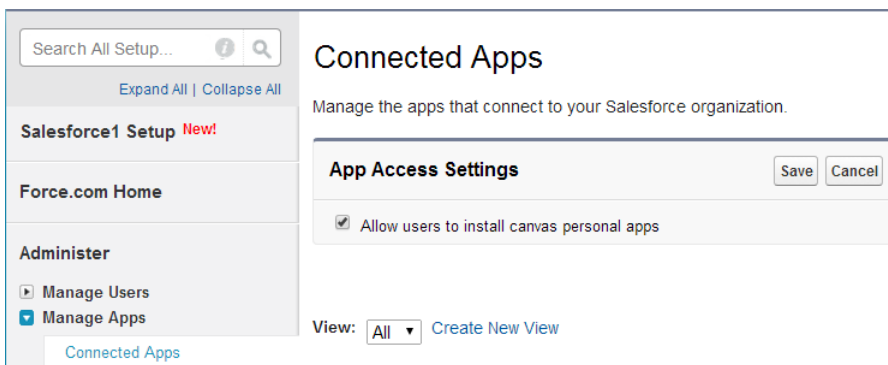 Search All Setup...
Expand All | Collapse All
Salesforce1 Setup New!
Force.com Home
Administer
Manage Users
Manage Apps
Connected Apps
Connected Apps
Manage the apps that connect to your Salesforce organization.
App Access Settings
Save Cancel
Allow users to install canvas personal apps
View: All Create New View